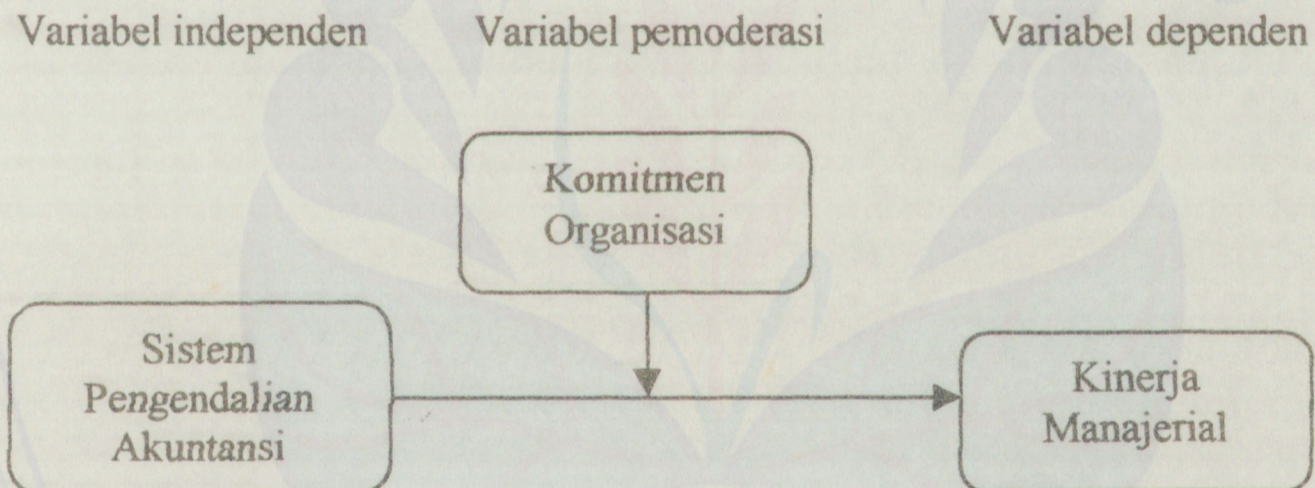 Variabel independen Variabel pemoderasi Variabel dependen
Komitmen
Organisasi
Sistem
Pengendalian
Akuntansi
Kinerja
Manajerial